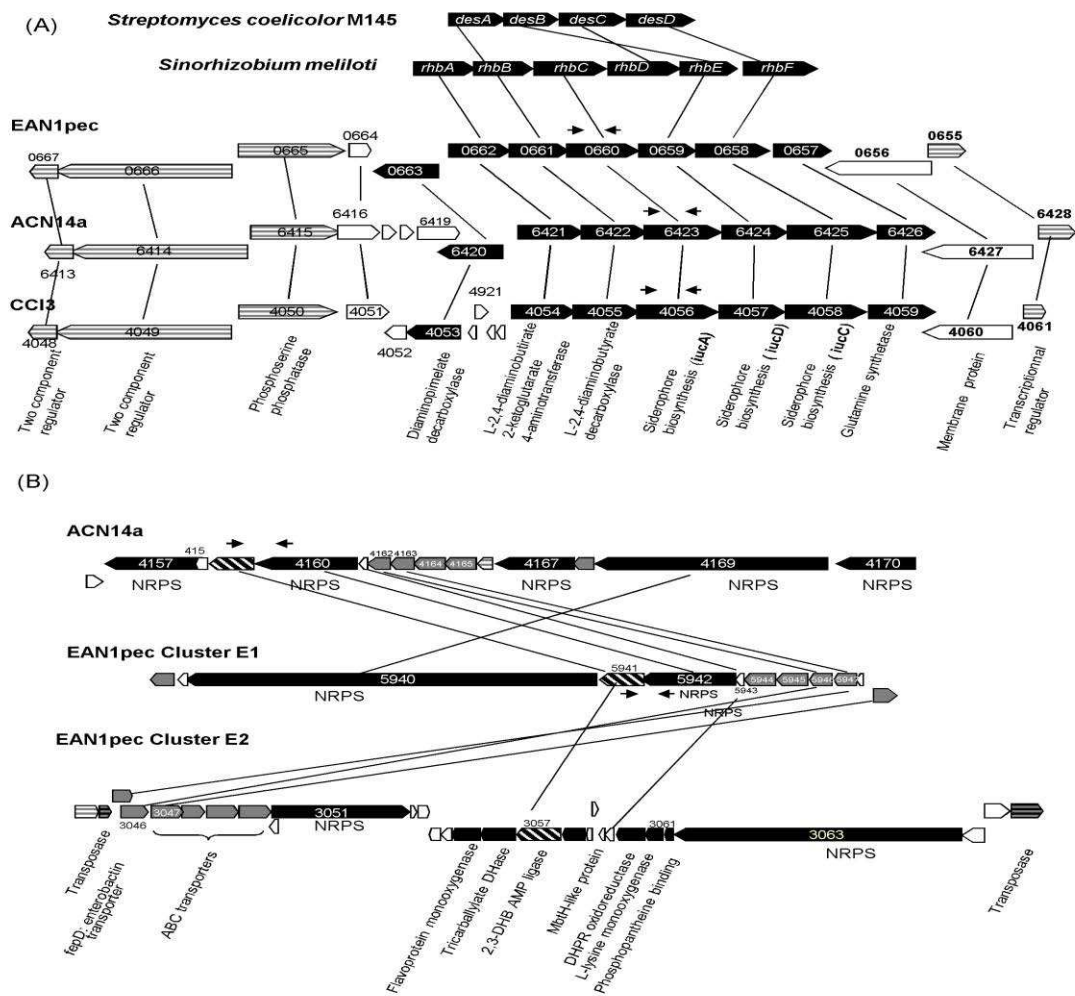 (A)
Streptomyces coelicolor M145
desA desB desC desD
Sinorhizobium meliloti
rhbA rhbB rhbC rhbD rhbE rhbF
EAN1pec
0667 0666 0665 0664 0663 0662 0661 0660 0659 0658 0657 0656 0655
ACN14a
6413 6414 6415 6416 6419 6420 6421 6422 6423 6424 6425 6426 6427 6428
CCI3
4048 4049 4050 4051 4052 4053 4921 4054 4055 4056 4057 4058 4059 4060 4061
Two component
regulator
Two component
regulator
Phosphoserine
phosphatase
Diaminopimelate
decarboxylase
L-2,4-diaminobutirate
2-ketoglutarate
4-aminotransferase
L-2,4-diaminobutyrate
decarboxylase
Siderophore
biosynthesis (iucA)
Siderophore
biosynthesis (iucD)
Siderophore
biosynthesis (iucC)
Glutamine synthetase
Membrane protein
Transcriptionnal
regulator
(B)
ACN14a
4157 415 4160 4162 4163 4164 4165 4167 4169 4170
NRPS NRPS NRPS NRPS NRPS
EAN1pec Cluster E1
5940 5941 5942 5943 5944 5945 5946 5947
NRPS NRPS NRPS
EAN1pec Cluster E2
3046 3047 3051 3057 3061 3063
NRPS NRPS
Transposase
fepD: enterobactin
transporter
ABC transporters
Flavoprotein monooxygenase
Tricarballylate DHase
2,3-DHB AMP ligase
MbtH-like protein
DHPR oxidoreductase
L-lysine monooxygenase
Phosphopantheine binding
Transposase